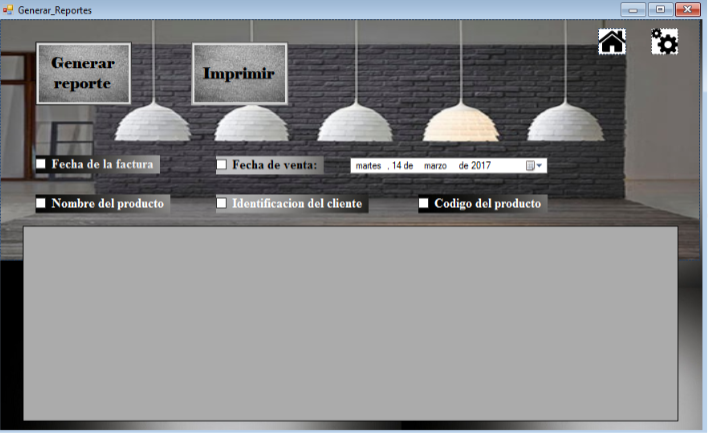 Generar_Reportes
Generar
reporte
Imprimir
Fecha de la factura
Fecha de venta:
martes , 14 de marzo de 2017
Nombre del producto
Identificacion del cliente
Codigo del producto